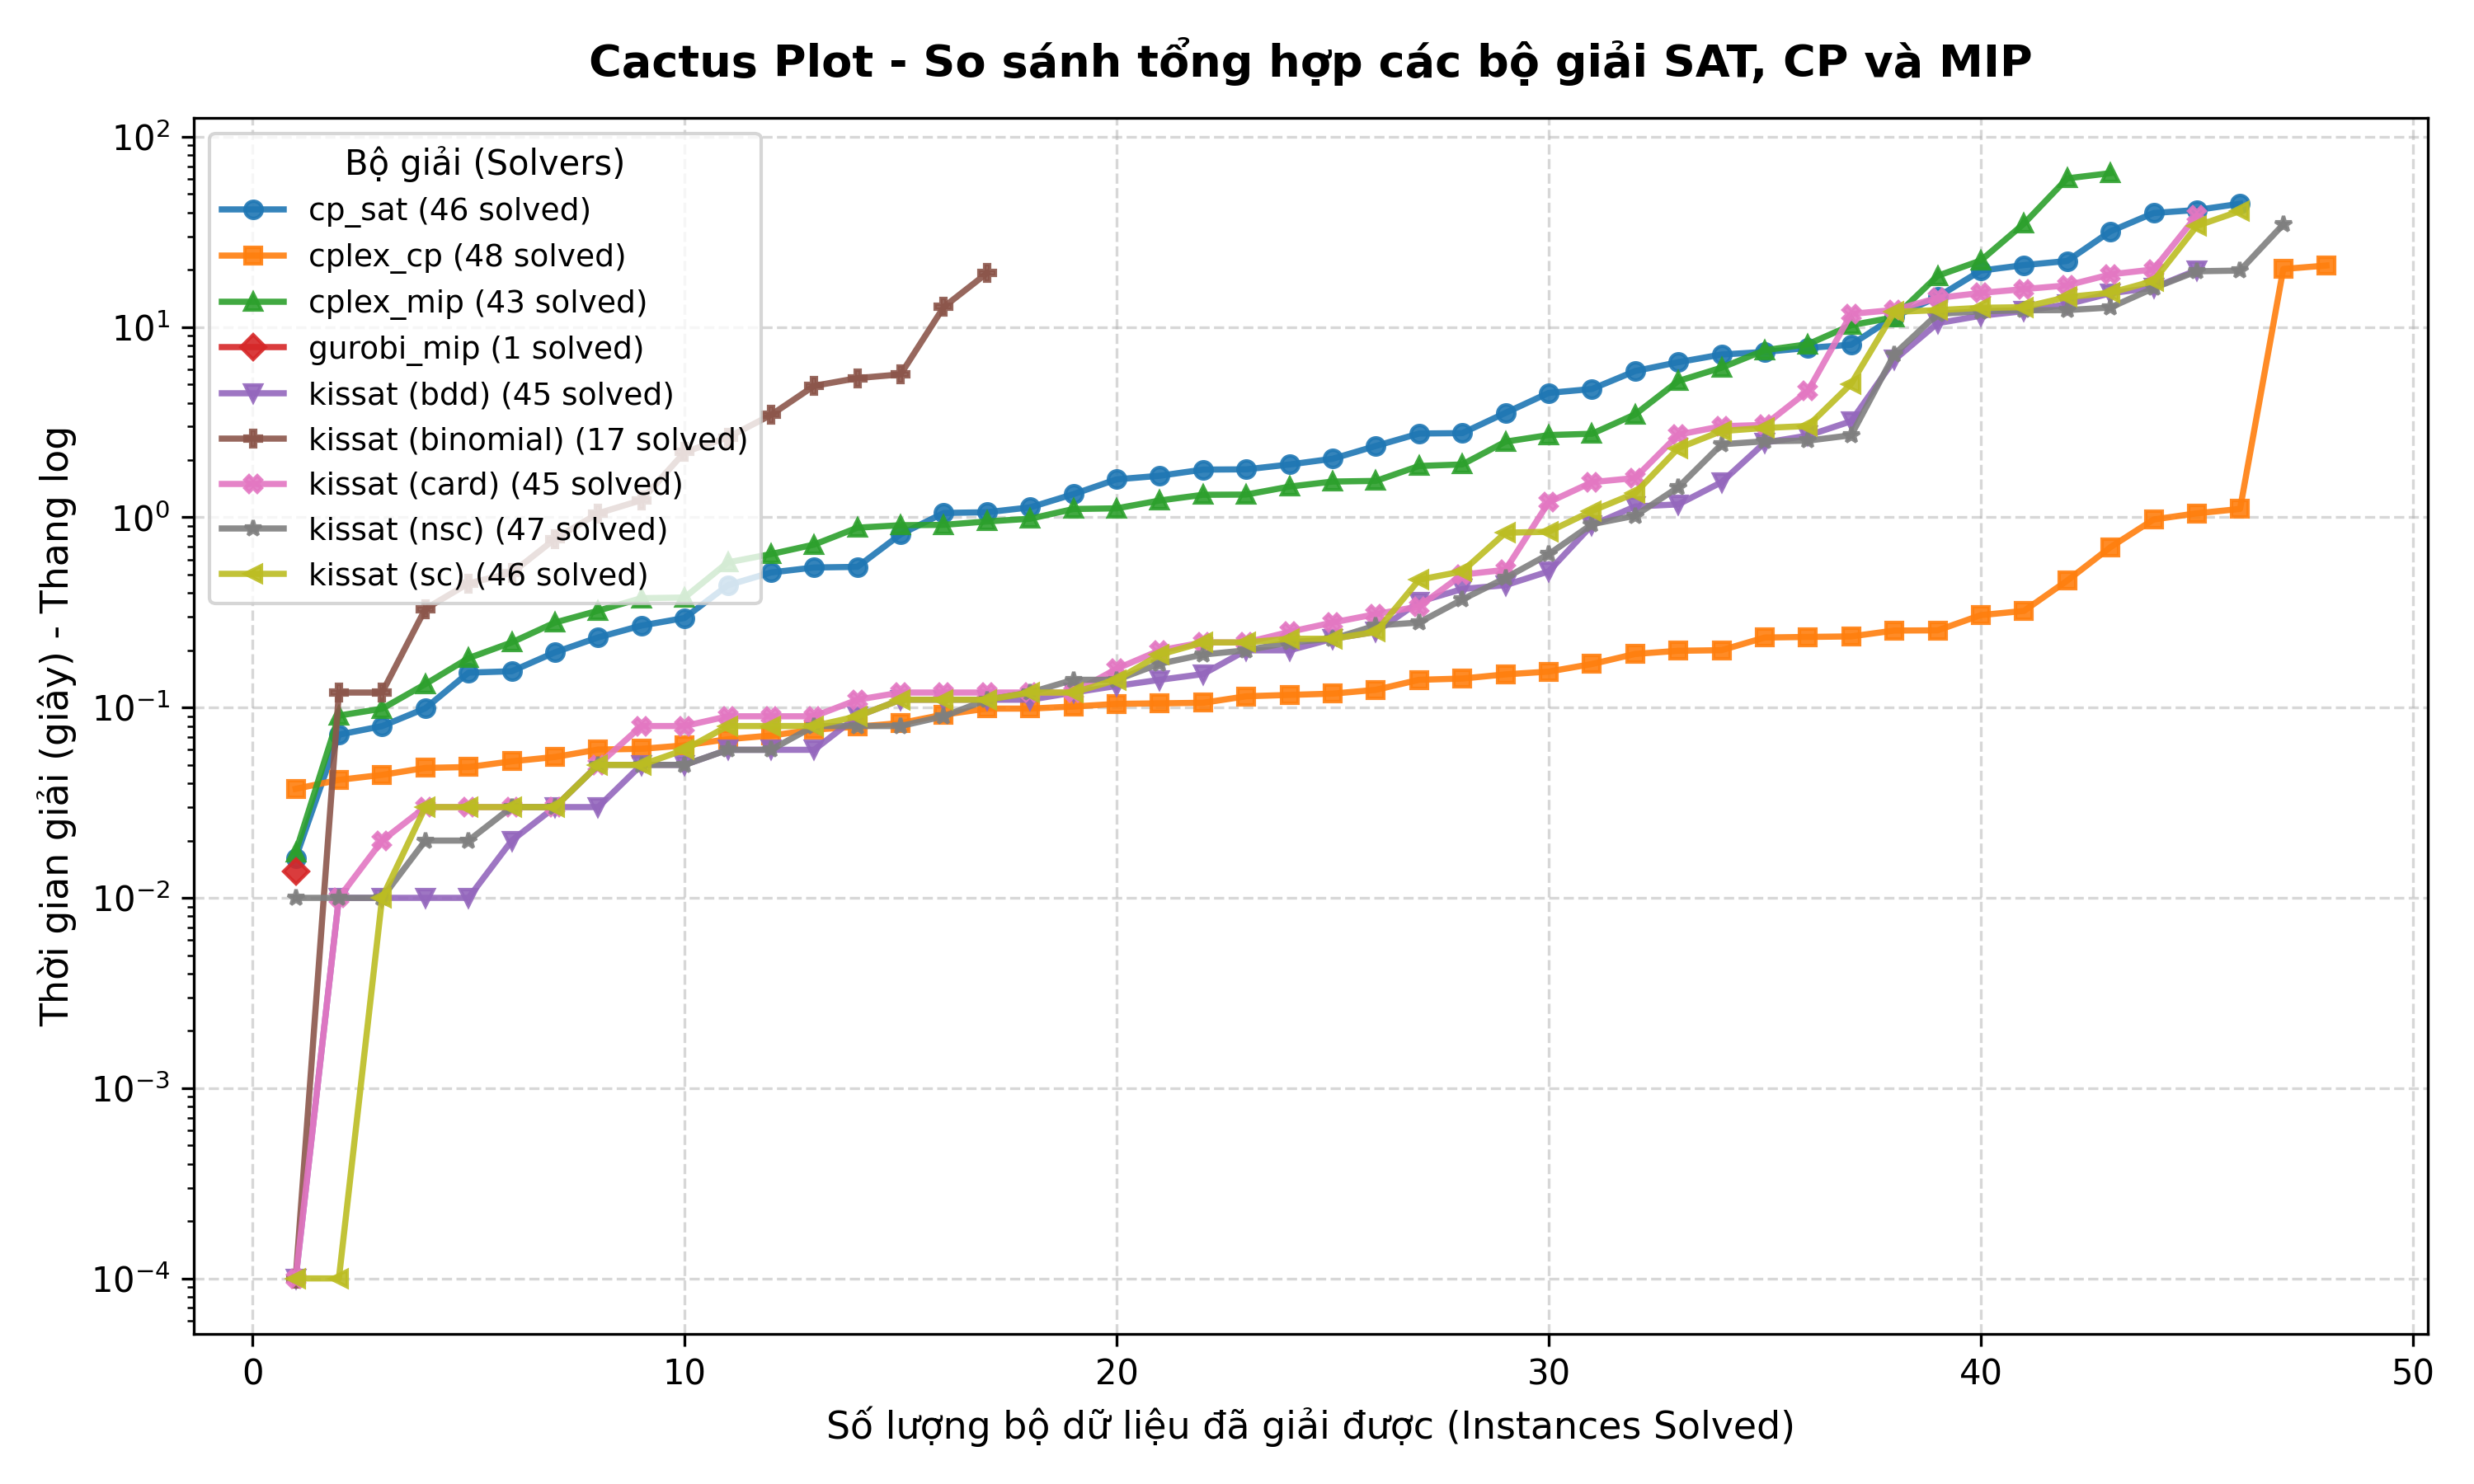 Cactus Plot - So sánh tổng hợp các bộ giải SAT, CP và MIP
Thời gian giải (giây) - Thang log
10²
10¹
10⁰
10⁻¹
10⁻²
10⁻³
10⁻⁴
Bộ giải (Solvers)
cp_sat (46 solved)
cplex_cp (48 solved)
cplex_mip (43 solved)
gurobi_mip (1 solved)
kissat (bdd) (45 solved)
kissat (binomial) (17 solved)
kissat (card) (45 solved)
kissat (nsc) (47 solved)
kissat (sc) (46 solved)
0 10 20 30 40 50
Số lượng bộ dữ liệu đã giải được (Instances Solved)